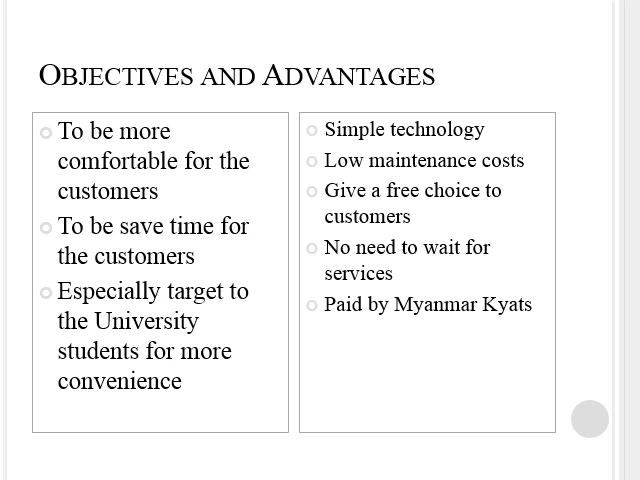 OBJECTIVES AND ADVANTAGES
To be more
comfortable for the
customers
To be save time for
the customers
Especially target to
the University
students for more
convenience
Simple technology
Low maintenance costs
Give a free choice to
customers
No need to wait for
services
Paid by Myanmar Kyats